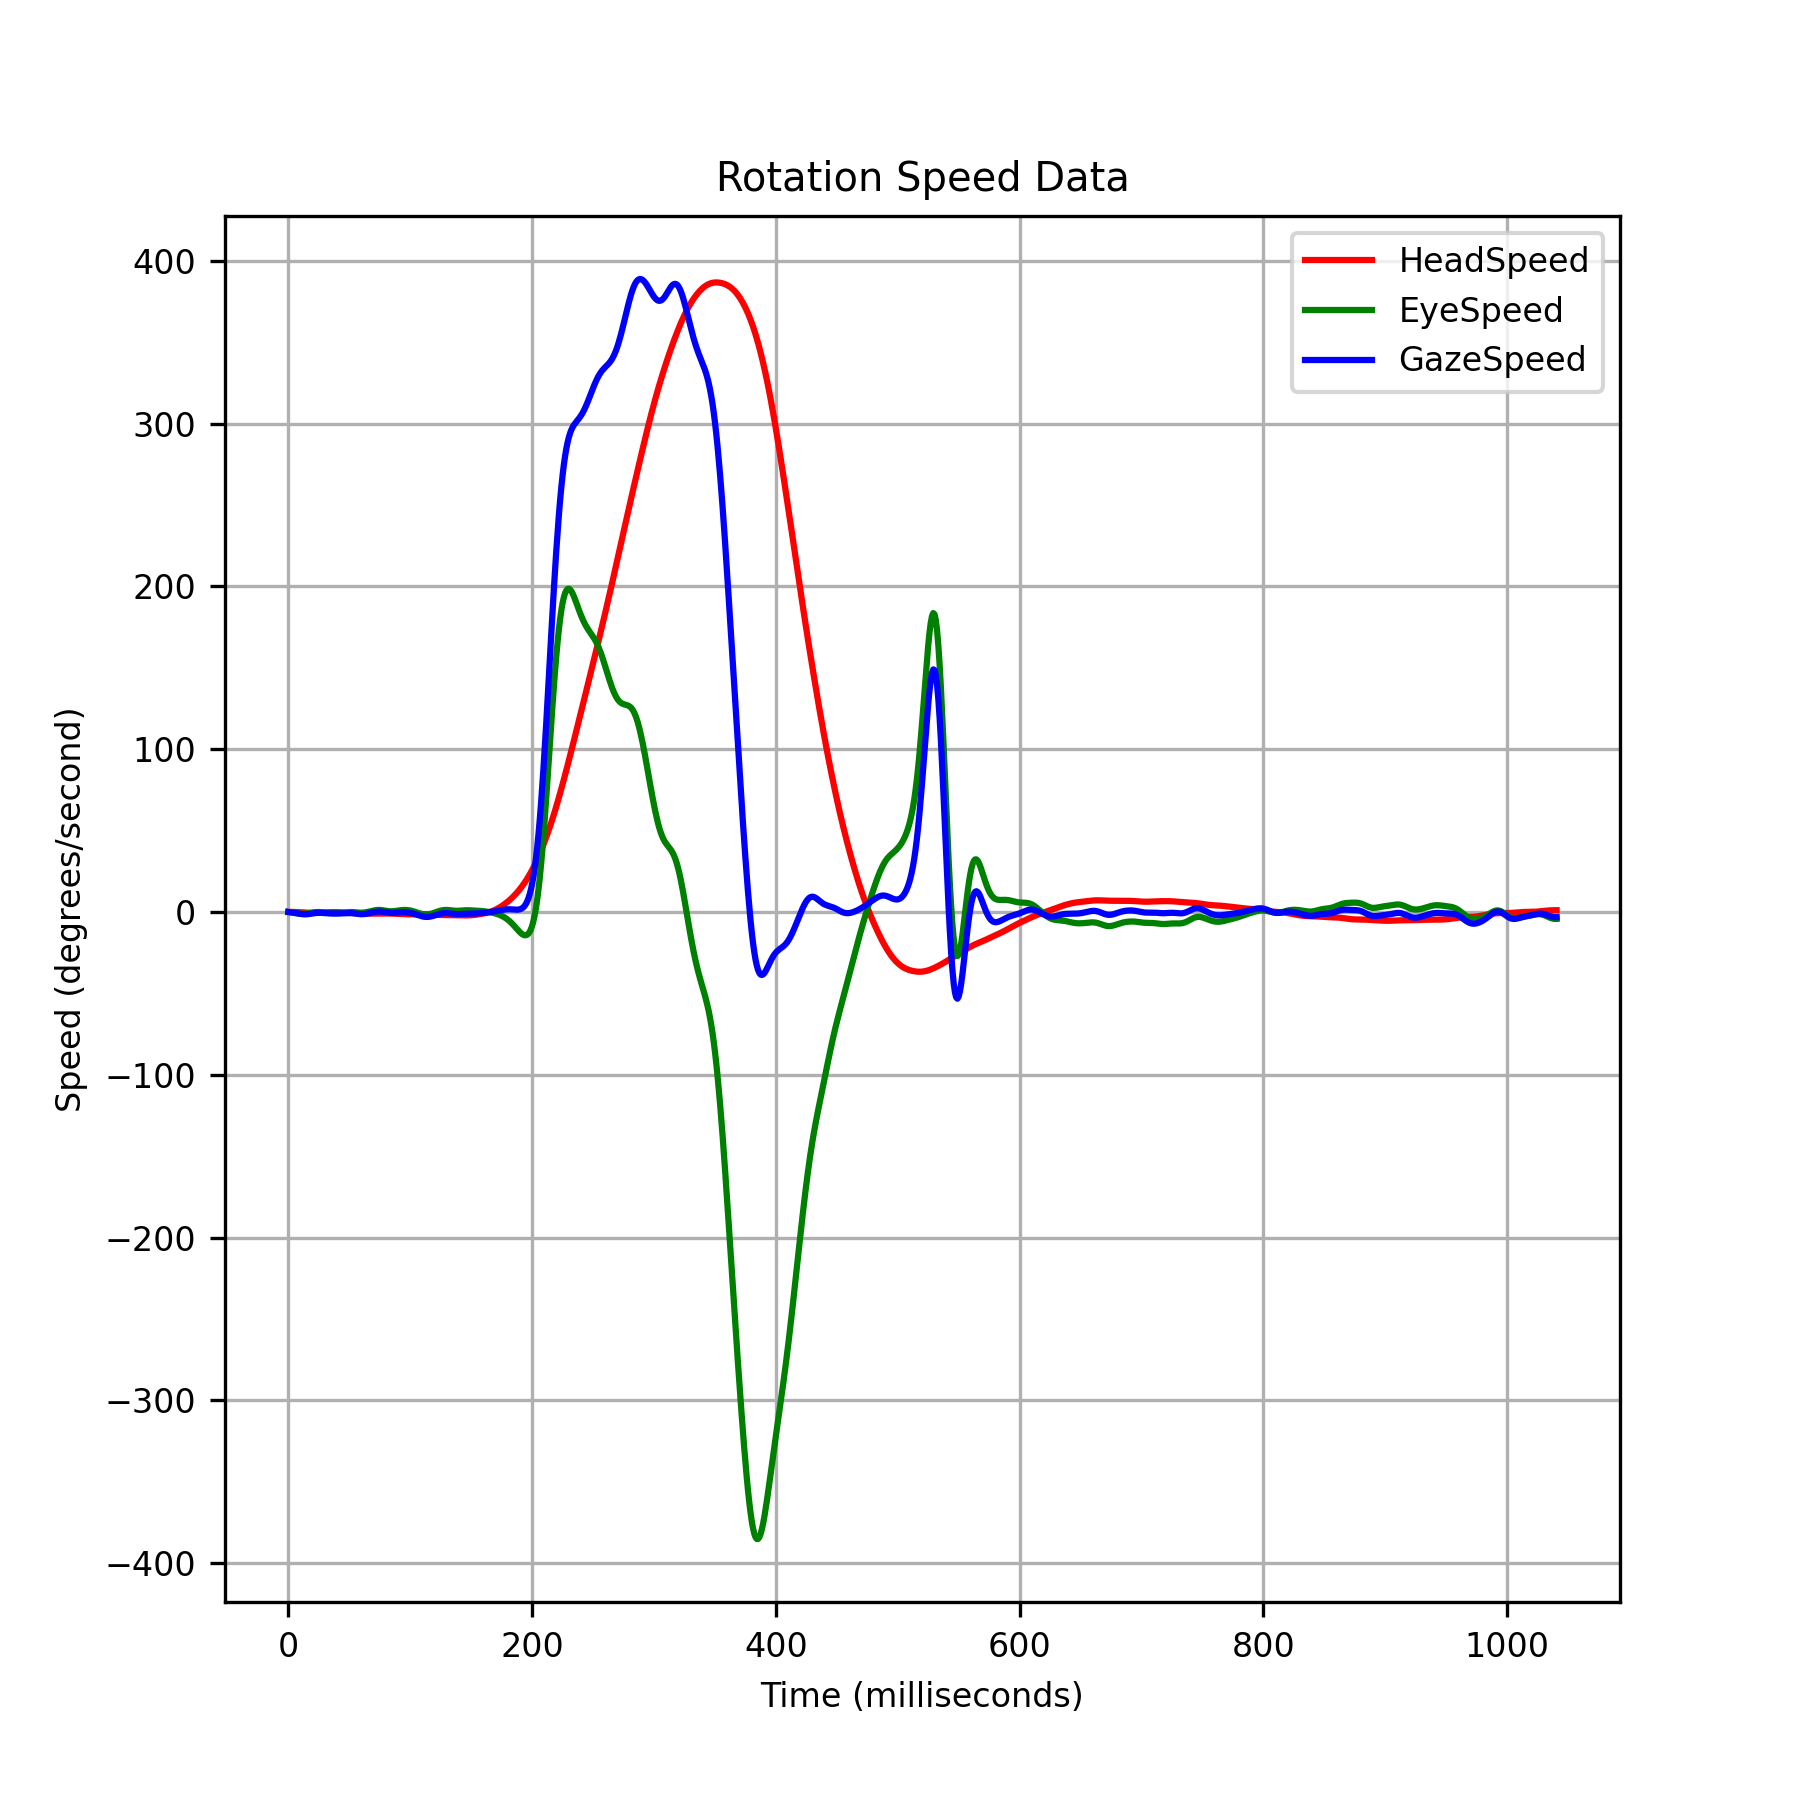 Rotation Speed Data
HeadSpeed
EyeSpeed
GazeSpeed
Speed (degrees/second)
400
300
200
100
0
−100
−200
−300
−400
0 200 400 600 800 1000
Time (milliseconds)